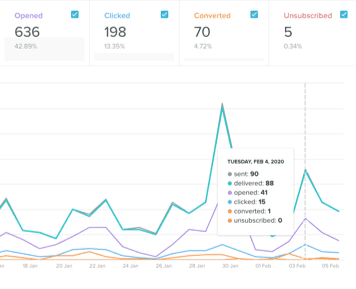 Opened
Clicked
Converted
Unsubscribed
636
198
70
5
42.89%
13.35%
4.72%
0.34%
TUESDAY, FEB 4, 2020
sent: 90
delivered: 88
opened: 41
clicked: 15
converted: 1
unsubscribed: 0
18 Jan
20 Jan
22 Jan
24 Jan
26 Jan
28 Jan
30 Jan
01 Feb
03 Feb
05 Feb